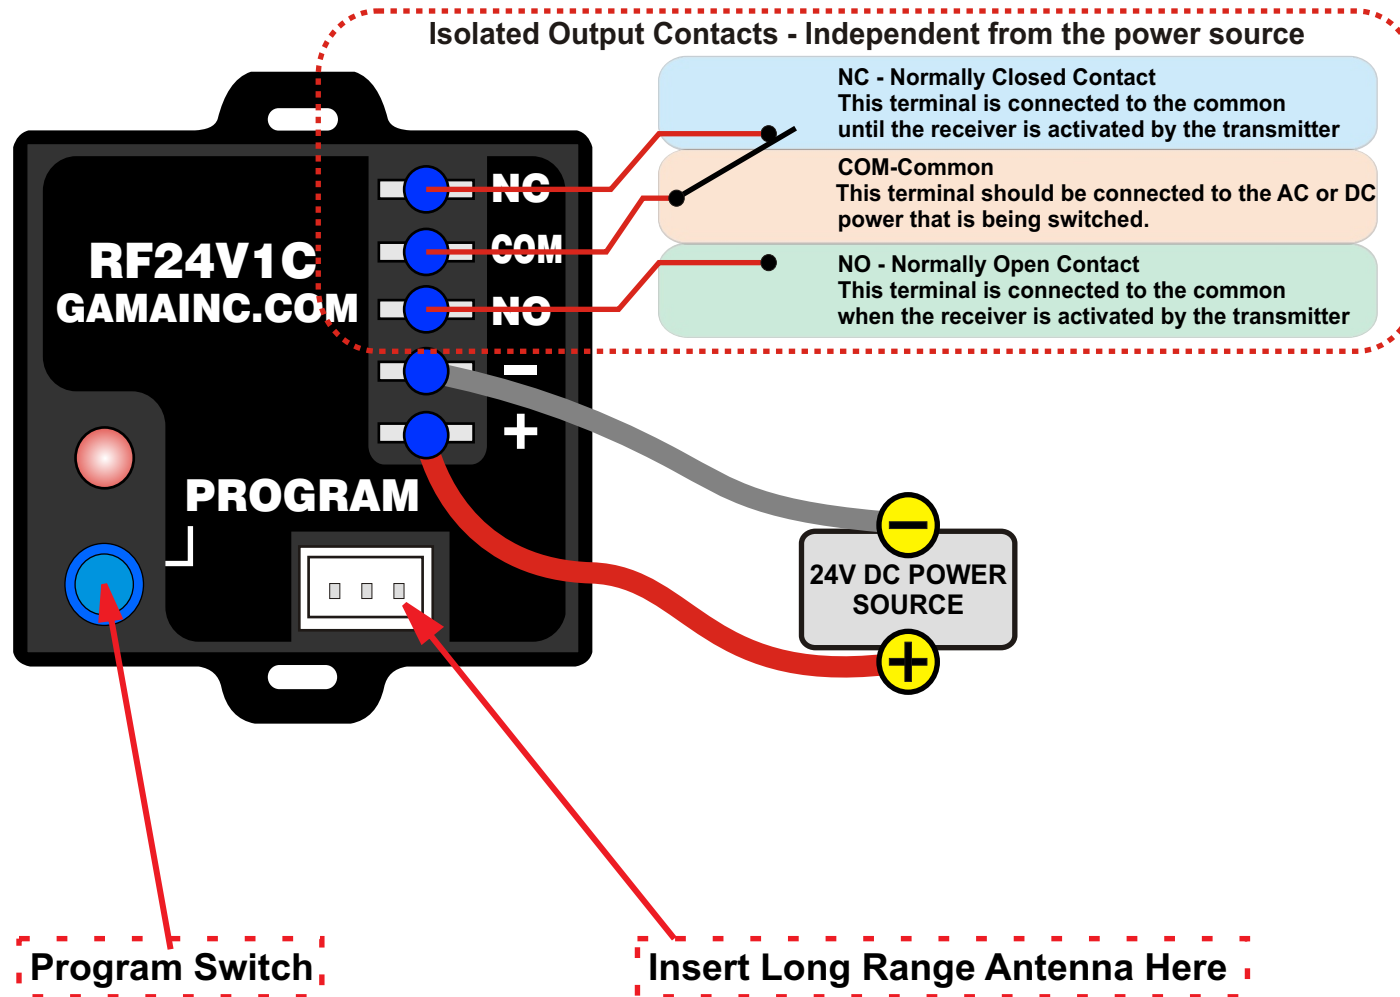 Isolated Output Contacts - Independent from the power source
NC - Normally Closed Contact
This terminal is connected to the common
until the receiver is activated by the transmitter
COM-Common
This terminal should be connected to the AC or DC
power that is being switched.
NO - Normally Open Contact
This terminal is connected to the common
when the receiver is activated by the transmitter
NC
COM
NO
−
+
RF24V1C
GAMAINC.COM
PROGRAM
−
24V DC POWER
SOURCE
+
Program Switch
Insert Long Range Antenna Here